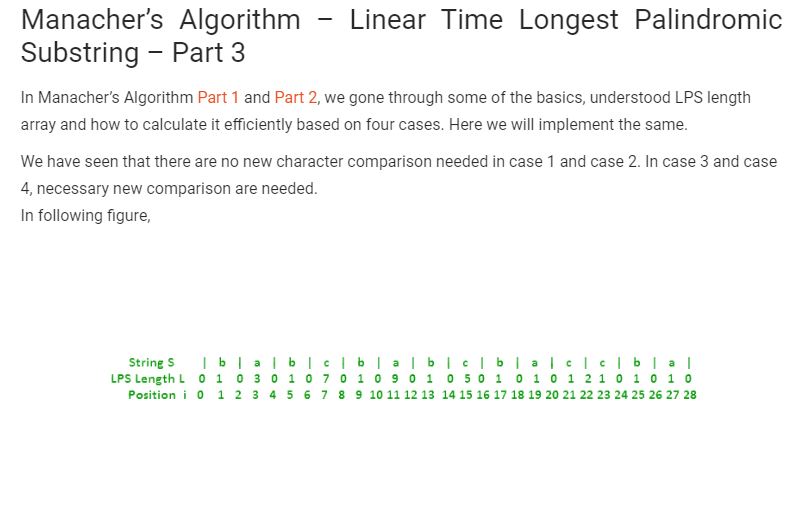 Manacher’s Algorithm – Linear Time Longest Palindromic
Substring – Part 3
In Manacher’s Algorithm Part 1 and Part 2, we gone through some of the basics, understood LPS length
array and how to calculate it efficiently based on four cases. Here we will implement the same.
We have seen that there are no new character comparison needed in case 1 and case 2. In case 3 and case
4, necessary new comparison are needed.
In following figure,
String S | b | a | b | c | b | a | b | c | b | a | c | c | b | a |
LPS Length L 0 1 0 3 0 1 0 7 0 1 0 9 0 1 0 5 0 1 0 1 0 1 2 1 0 1 0 1 0
Position i 0 1 2 3 4 5 6 7 8 9 10 11 12 13 14 15 16 17 18 19 20 21 22 23 24 25 26 27 28